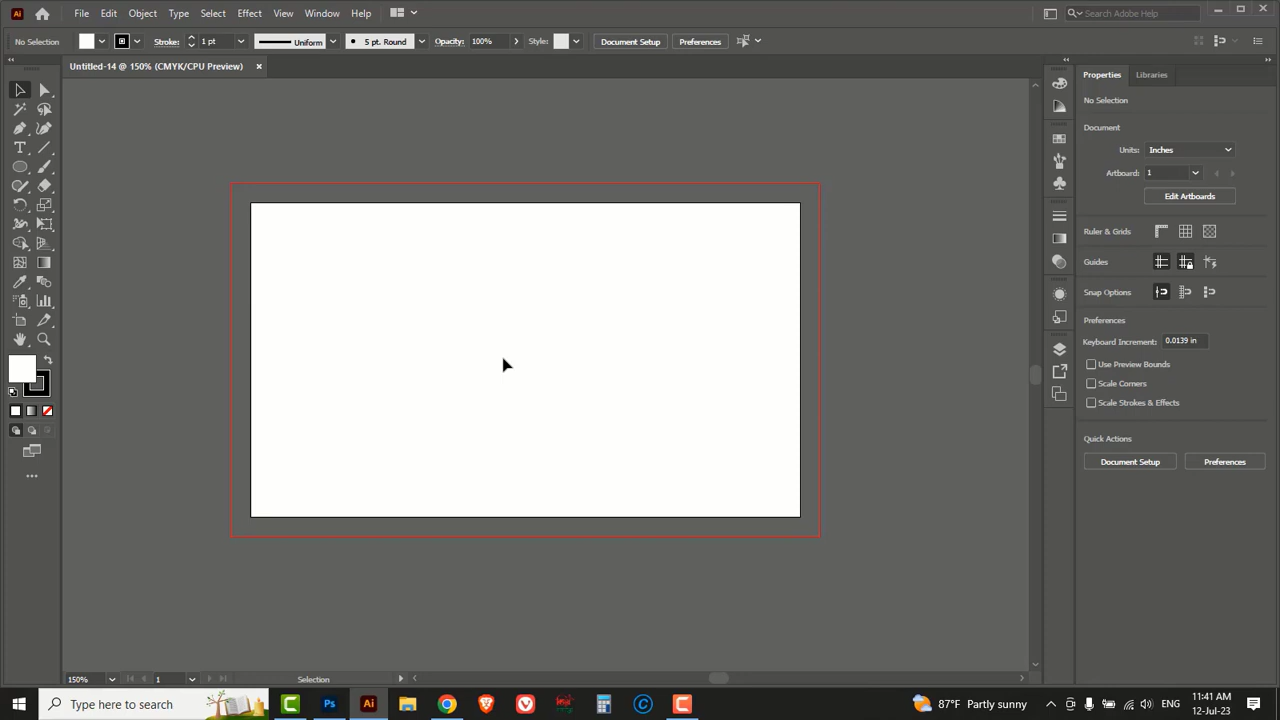 Ai File Edit Object Type Select Effect View Window Help Search Adobe Help
No Selection Stroke: 1 pt Uniform 5 pt. Round Opacity: 100% Style: Document Setup Preferences
Untitled-14 @ 150% (CMYK/CPU Preview) ×
Properties Libraries
No Selection
Document
Units: Inches
Artboard: 1
Edit Artboards
Ruler & Grids
Guides
Snap Options
Preferences
Keyboard Increment: 0.0139 in
Use Preview Bounds
Scale Corners
Scale Strokes & Effects
Quick Actions
Document Setup Preferences
150% 1 Selection
Type here to search Ps Ai 87°F Partly sunny ENG 11:41 AM
12-Jul-23